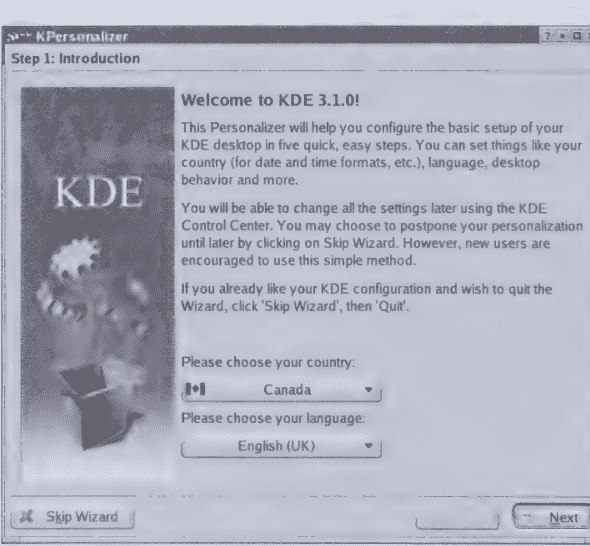 KPersonalizer
Step 1: Introduction
KDE
Welcome to KDE 3.1.0!
This Personalizer will help you configure the basic setup of your
KDE desktop in five quick, easy steps. You can set things like your
country (for date and time formats, etc.), language, desktop
behavior and more.
You will be able to change all the settings later using the KDE
Control Center. You may choose to postpone your personalization
until later by clicking on Skip Wizard. However, new users are
encouraged to use this simple method.
If you already like your KDE configuration and wish to quit the
Wizard, click 'Skip Wizard', then 'Quit'.
Please choose your country:
Canada
Please choose your language:
English (UK)
Skip Wizard
Next